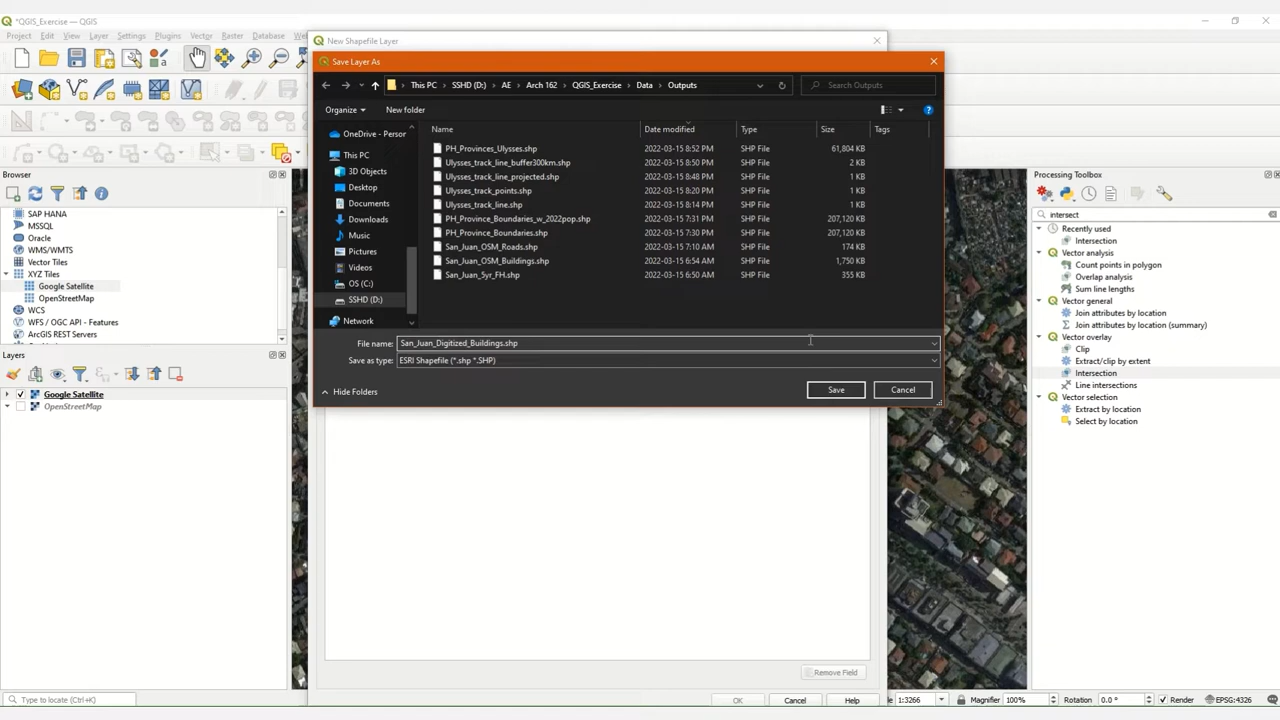 *QGIS_Exercise — QGIS
Project Edit View Layer Settings Plugins Vector Raster Database
New Shapefile Layer
Save Layer As
This PC > SSHD (D:) > AE > Arch 162 > QGIS_Exercise > Data > Outputs
Search Outputs
Organize New folder
OneDrive - Person
This PC
3D Objects
Desktop
Documents
Downloads
Music
Pictures
Videos
OS (C:)
SSHD (D:)
Network
Name Date modified Type Size Tags
PH_Provinces_Ulysses.shp 2022-03-15 8:52 PM SHP File 61,804 KB
Ulysses_track_line_buffer300km.shp 2022-03-15 8:50 PM SHP File 2 KB
Ulysses_track_line_projected.shp 2022-03-15 8:48 PM SHP File 1 KB
Ulysses_track_points.shp 2022-03-15 8:20 PM SHP File 1 KB
Ulysses_track_line.shp 2022-03-15 8:14 PM SHP File 1 KB
PH_Province_Boundaries_w_2022pop.shp 2022-03-15 7:31 PM SHP File 207,120 KB
PH_Province_Boundaries.shp 2022-03-15 7:30 PM SHP File 207,120 KB
San_Juan_OSM_Roads.shp 2022-03-15 7:10 AM SHP File 174 KB
San_Juan_OSM_Buildings.shp 2022-03-15 6:54 AM SHP File 1,750 KB
San_Juan_5yr_FH.shp 2022-03-15 6:50 AM SHP File 355 KB
File name: San_Juan_Digitized_Buildings.shp
Save as type: ESRI Shapefile (*.shp *.SHP)
Hide Folders
Save Cancel
Browser
SAP HANA
MSSQL
Oracle
WMS/WMTS
Vector Tiles
XYZ Tiles
Google Satellite
OpenStreetMap
WCS
WFS / OGC API - Features
ArcGIS REST Servers
Layers
Google Satellite
OpenStreetMap
Processing Toolbox
intersect
Recently used
Intersection
Vector analysis
Count points in polygon
Overlap analysis
Sum line lengths
Vector general
Join attributes by location
Join attributes by location (summary)
Vector overlay
Clip
Extract/clip by extent
Intersection
Line intersections
Vector selection
Extract by location
Select by location
Remove Field
OK Cancel Help
Type to locate (Ctrl+K)
1:3266 Magnifier 100% Rotation 0.0 ° Render EPSG:4326